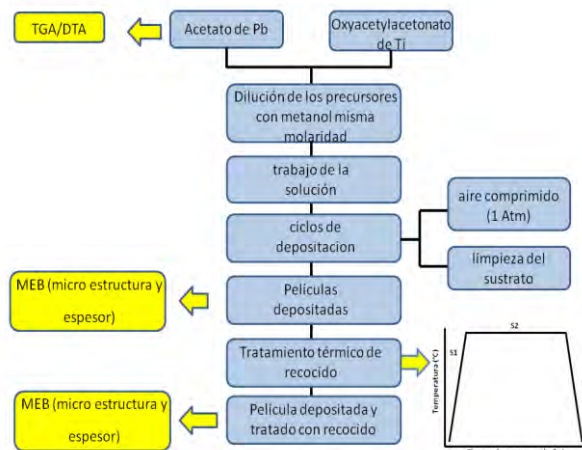 TGA/DTA
Acetato de Pb
Oxyacetylacetonato
de Ti
Dilución de los precursores
con metanol misma
molaridad
trabajo de la
solución
aire comprimido
(1 Atm)
ciclos de
depositacion
limpieza del
sustrato
MEB (micro estructura y
espesor)
Películas
depositadas
Tratamiento térmico de
recocido
S2
S1
Temperatura (°C)
MEB (micro estructura y
espesor)
Película depositada y
tratado con recocido